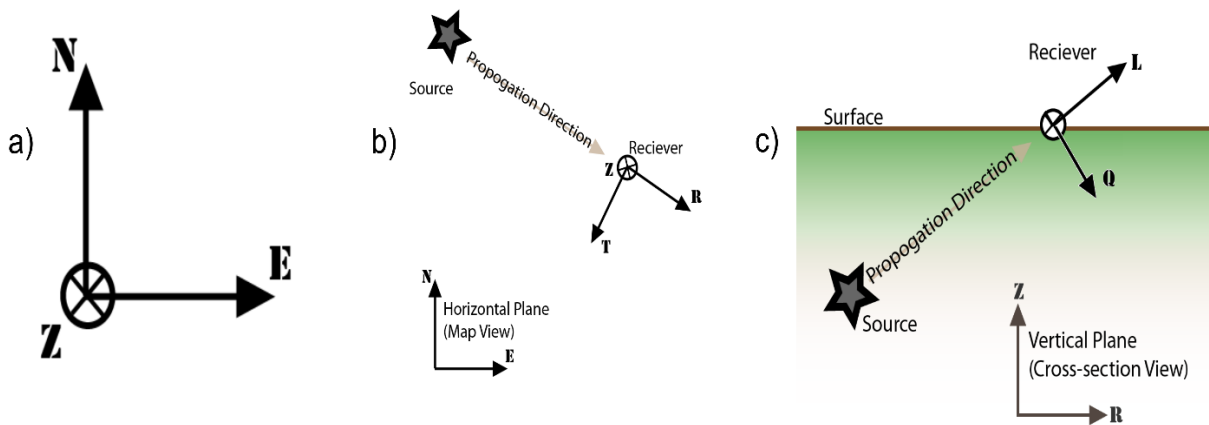 a)
N
E
Z
b)
Source
Propogation Direction
Reciever
Z
R
T
N
Horizontal Plane
(Map View)
E
c)
Reciever
L
Surface
Q
Propogation Direction
Source
Z
Vertical Plane
(Cross-section View)
R